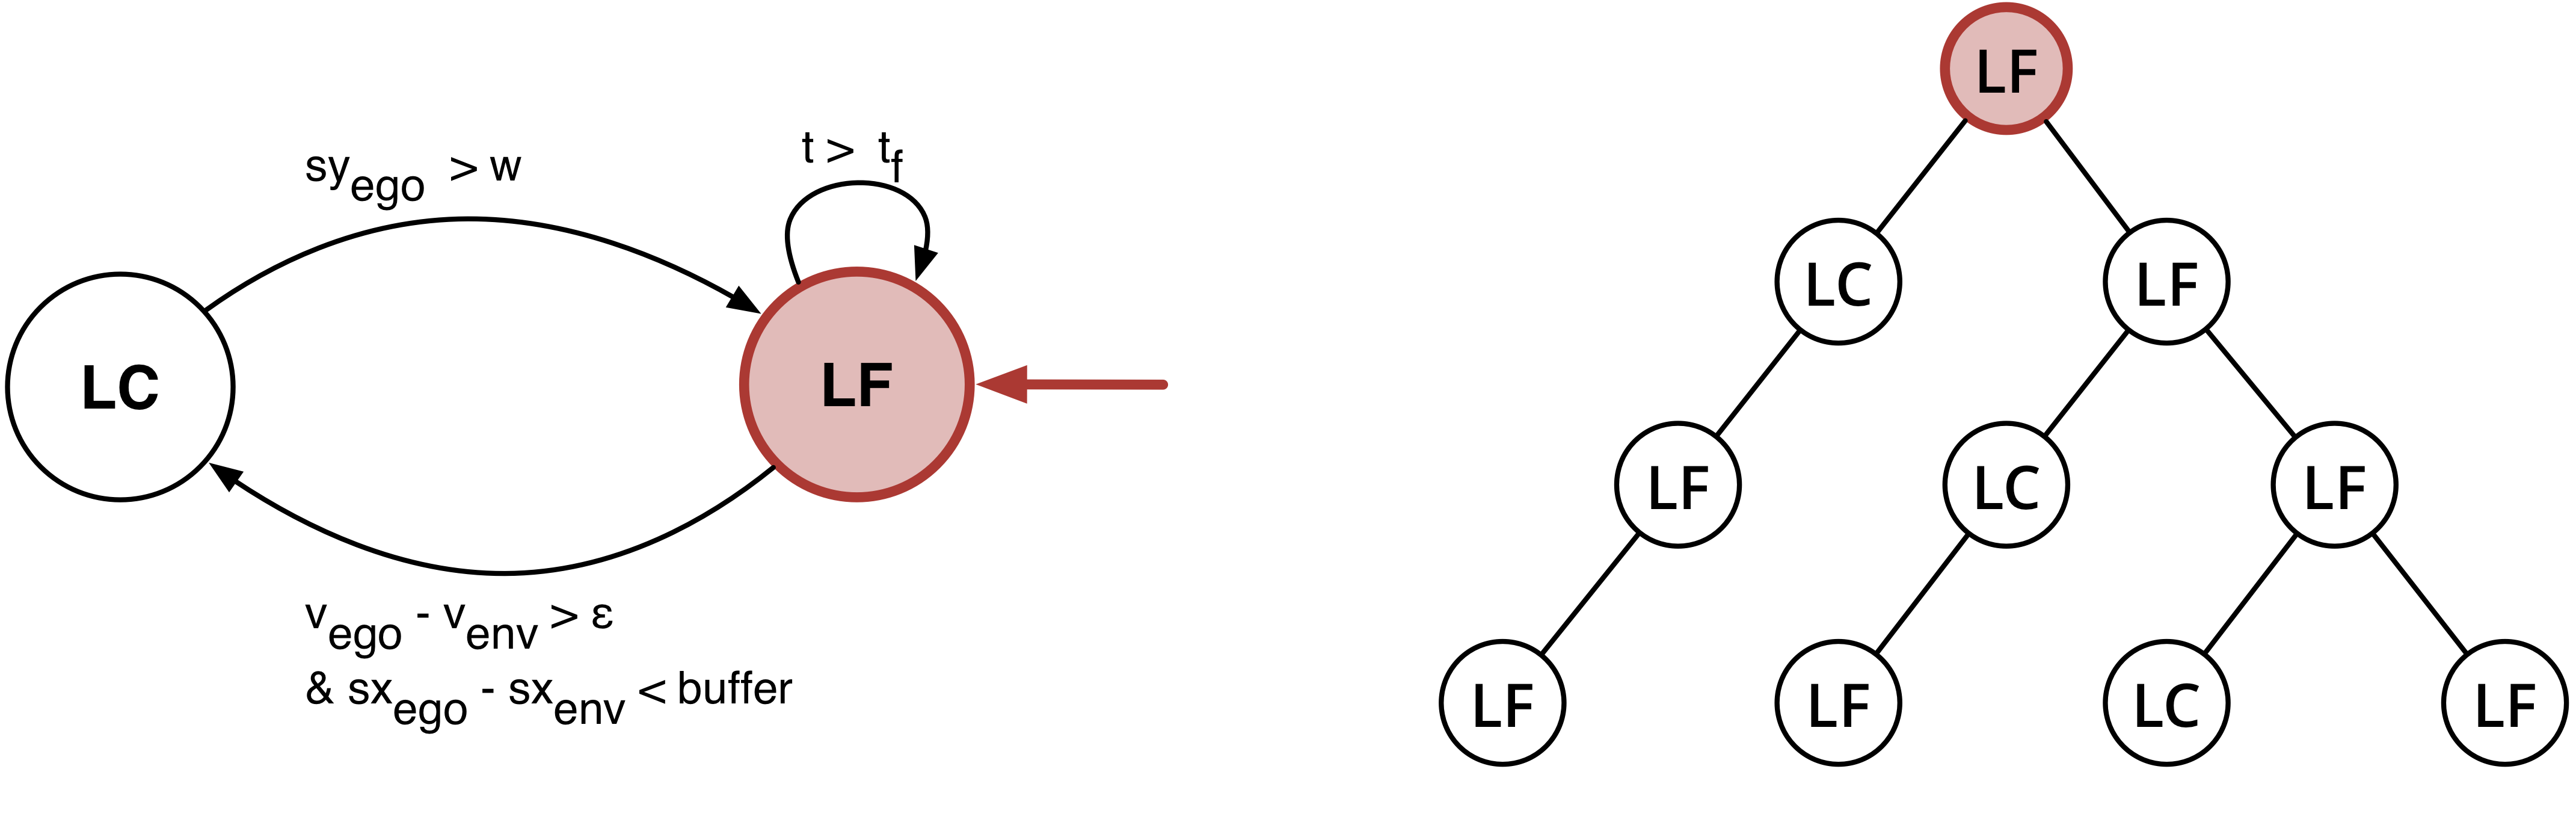 sy_ego > w
t > t_f
LC
LF
v_ego - v_env > ε
& sx_ego - sx_env < buffer
LF
LC LF
LF LC LF
LF LF LC LF